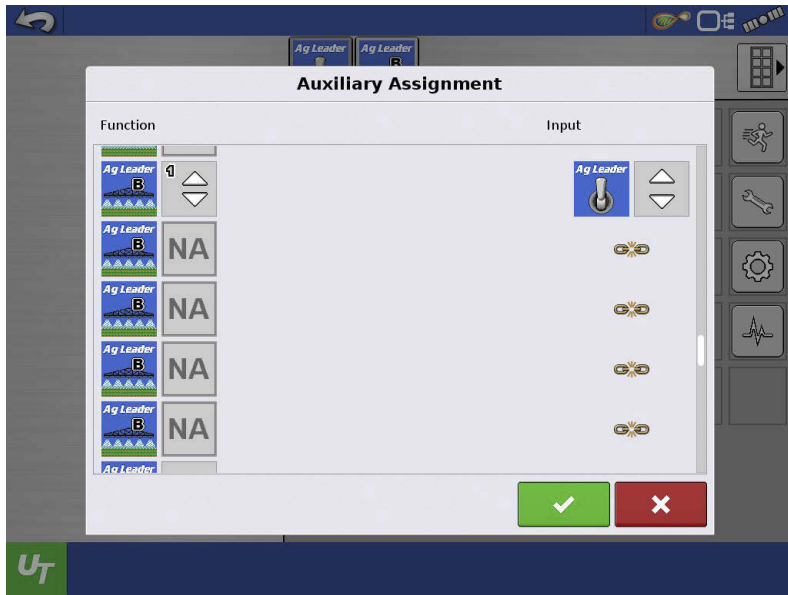 Ag Leader Ag Leader
B
Auxiliary Assignment
Function Input
Ag Leader B 1 Ag Leader
Ag Leader B NA
Ag Leader B NA
Ag Leader B NA
Ag Leader B NA
Ag Leader
UT